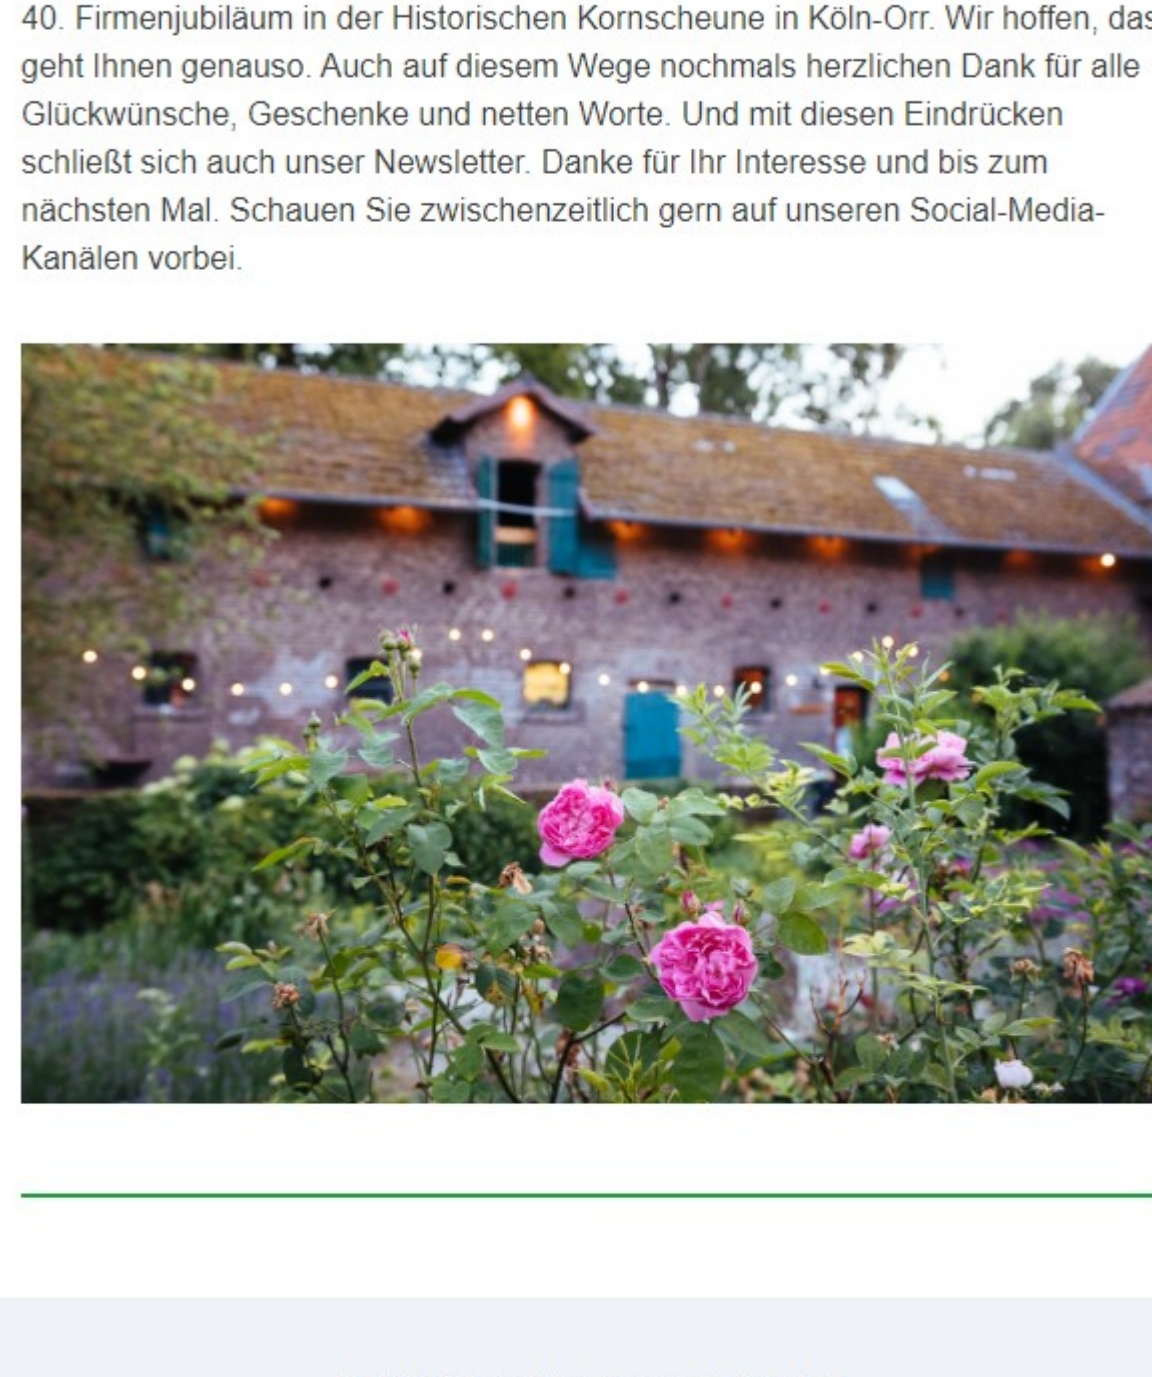 40. Firmenjubiläum in der Historischen Kornscheune in Köln-Orr. Wir hoffen, das
geht Ihnen genauso. Auch auf diesem Wege nochmals herzlichen Dank für alle
Glückwünsche, Geschenke und netten Worte. Und mit diesen Eindrücken
schließt sich auch unser Newsletter. Danke für Ihr Interesse und bis zum
nächsten Mal. Schauen Sie zwischenzeitlich gern auf unseren Social-Media-
Kanälen vorbei.